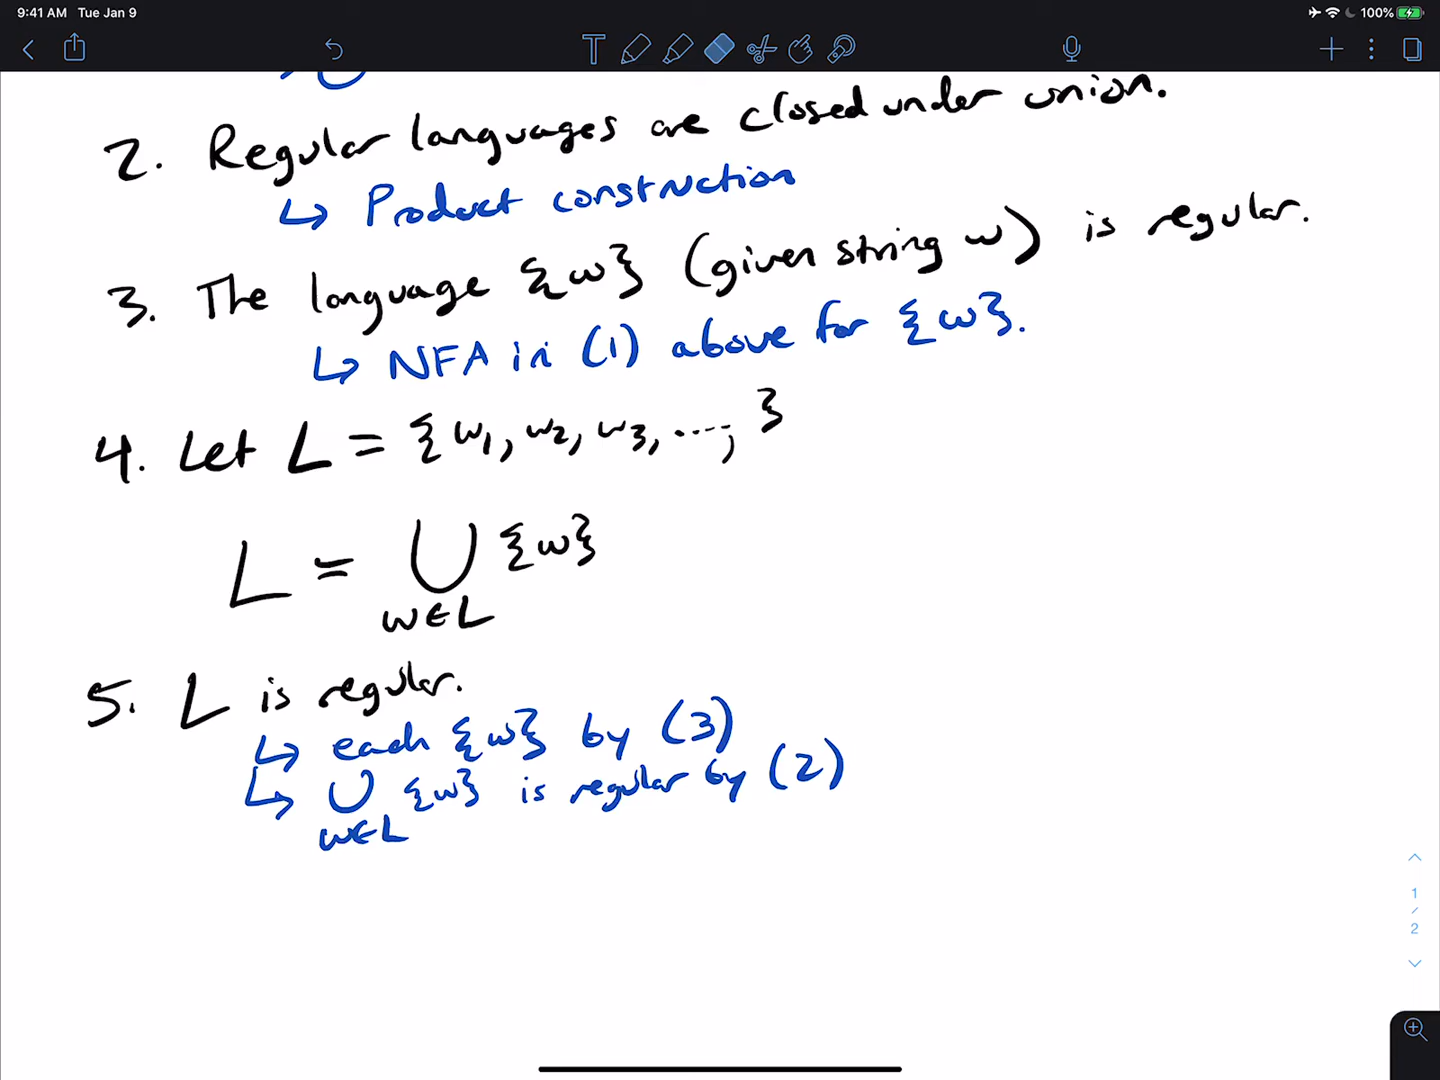 9:41 AM Tue Jan 9
100%
2. Regular languages are closed under union.
↳ Product construction
3. The language {w} (given string w) is regular.
↳ NFA in (1) above for {w}.
4. Let L = {w₁, w₂, w₃, ..., }
L = ⋃ {w}
w∈L
5. L is regular.
↳ each {w} by (3)
↳ ⋃ {w} is regular by (2)
w∈L
1
/
2